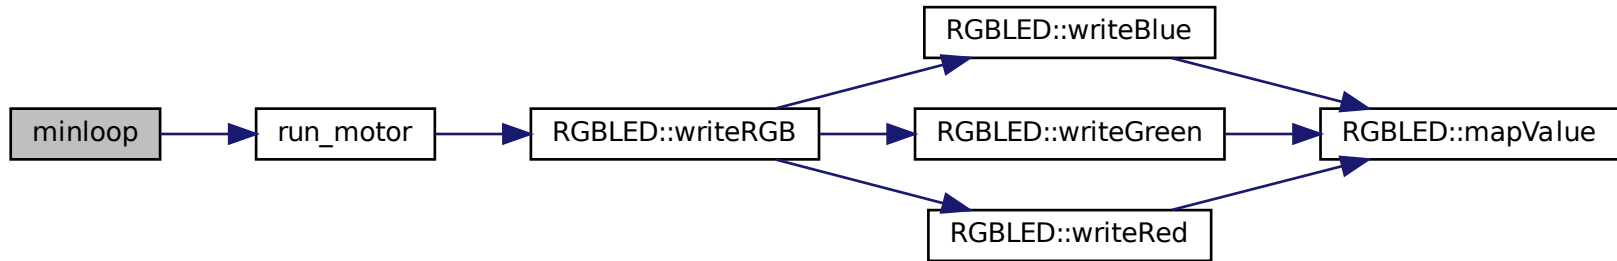 minloop
run_motor
RGBLED::writeRGB
RGBLED::writeBlue
RGBLED::writeGreen
RGBLED::writeRed
RGBLED::mapValue